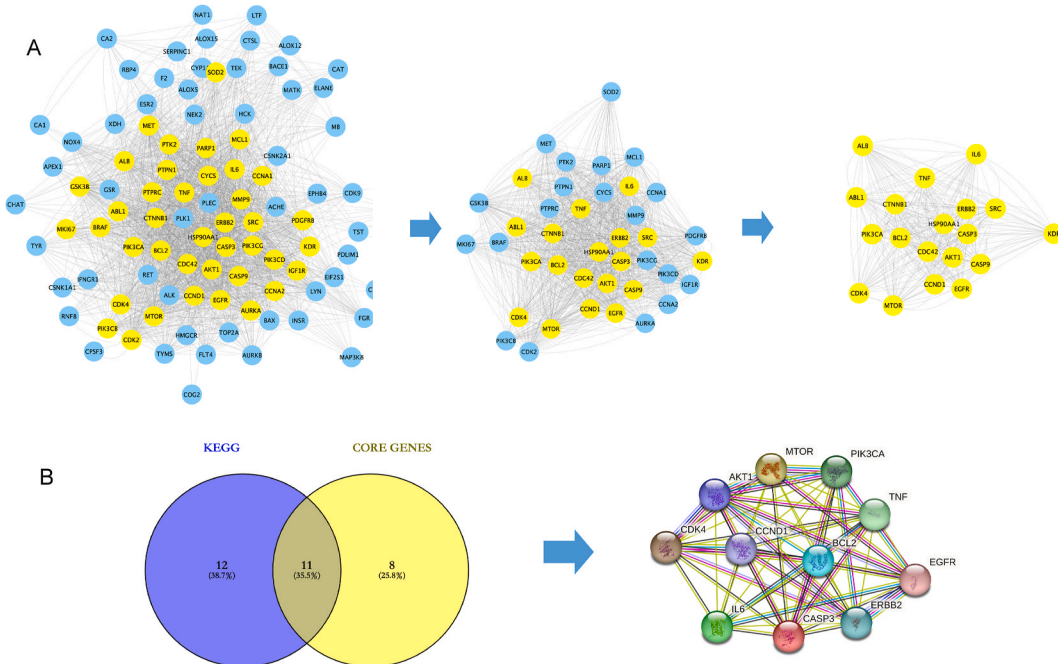 A
NAT1
LTF
CA2
ALOX15
CTSL
ALOX12
SERPINC1
RBP4
F2
SOD2
TEK
BACE1
CAT
ALOX5
MATK
ELANE
ESR2
NEK2
HCK
CA1
XDH
MET
MB
NOX4
PTK2
PARP1
MCL1
CSNK2A1
APEX1
ALB
PTPN1
CYCS
IL6
CCNA1
GSK3B
GSR
PTPRC
TNF
PLEC
MMP9
EPHB4
CDK9
CHAT
ABL1
CTNNB1
PLK1
ACHE
ERBB2
SRC
PDGFRB
MKI67
BRAF
TST
TYR
PIK3CA
BCL2
HSP90AA1
CASP3
PIK3CG
KDR
PDLIM1
CDC42
PIK3CD
CSNK1A1
IFNGR1
RET
AKT1
CASP9
IGF1R
EIF2S1
ALK
CCND1
EGFR
CCNA2
LYN
C
RNF8
CDK4
MTOR
AURKA
BAX
INSR
FGR
PIK3CB
CDK2
HMGCR
TOP2A
CPSF3
TYMS
FLT4
AURKB
MAP3K8
COG2
SOD2
MET
PTK2
PARP1
MCL1
ALB
PTPN1
CYCS
IL6
CCNA1
GSK3B
PTPRC
TNF
MMP9
ABL1
CTNNB1
ERBB2
SRC
PDGFRB
MKI67
BRAF
HSP90AA1
PIK3CA
BCL2
CASP3
PIK3CG
KDR
CDC42
PIK3CD
AKT1
CASP9
IGF1R
CCND1
EGFR
CCNA2
CDK4
MTOR
AURKA
PIK3CB
CDK2
ALB
IL6
TNF
ABL1
CTNNB1
ERBB2
SRC
HSP90AA1
PIK3CA
BCL2
CASP3
KDR
CDC42
AKT1
CASP9
CCND1
EGFR
CDK4
MTOR
B
KEGG
CORE GENES
12
(38.7%)
11
(35.5%)
8
(25.8%)
MTOR
PIK3CA
AKT1
TNF
CDK4
CCND1
BCL2
EGFR
IL6
ERBB2
CASP3